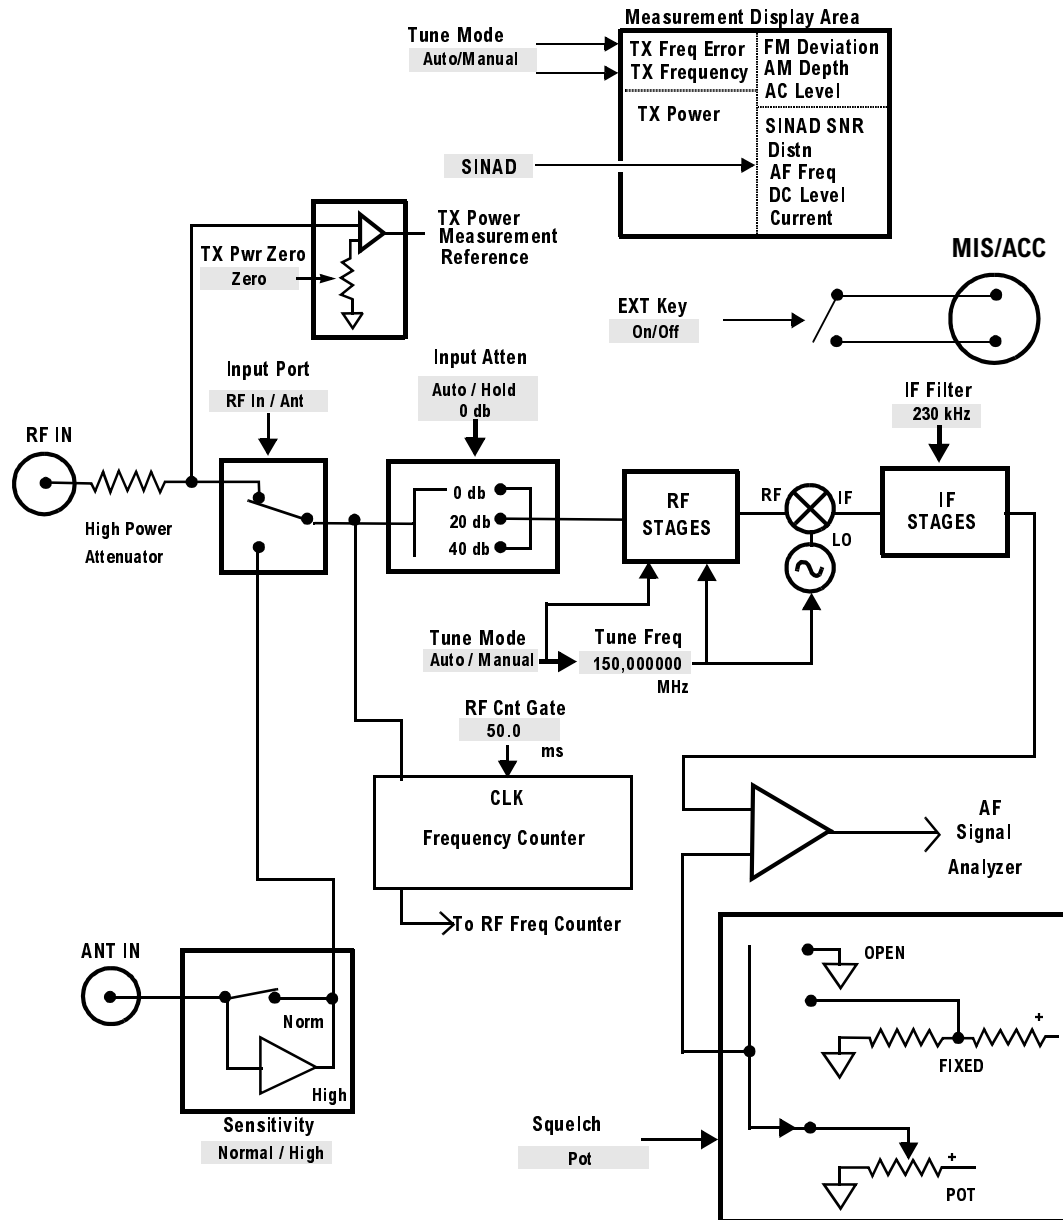 Measurement Display Area
Tune Mode
Auto/Manual
TX Freq Error
TX Frequency
TX Power
FM Deviation
AM Depth
AC Level
SINAD SNR
Distn
AF Freq
DC Level
Current
SINAD
TX Power
Measurement
Reference
TX Pwr Zero
Zero
MIS/ACC
EXT Key
On/Off
Input Port
RF In / Ant
Input Atten
Auto / Hold
0 db
IF Filter
230 kHz
RF IN
High Power
Attenuator
0 db
20 db
40 db
RF
STAGES
RF
IF
LO
IF
STAGES
Tune Mode
Auto / Manual
Tune Freq
150,000000
MHz
RF Cnt Gate
50.0
ms
CLK
Frequency Counter
To RF Freq Counter
AF
Signal
Analyzer
ANT IN
Norm
High
Sensitivity
Normal / High
OPEN
+
FIXED
Squelch
Pot
+
POT